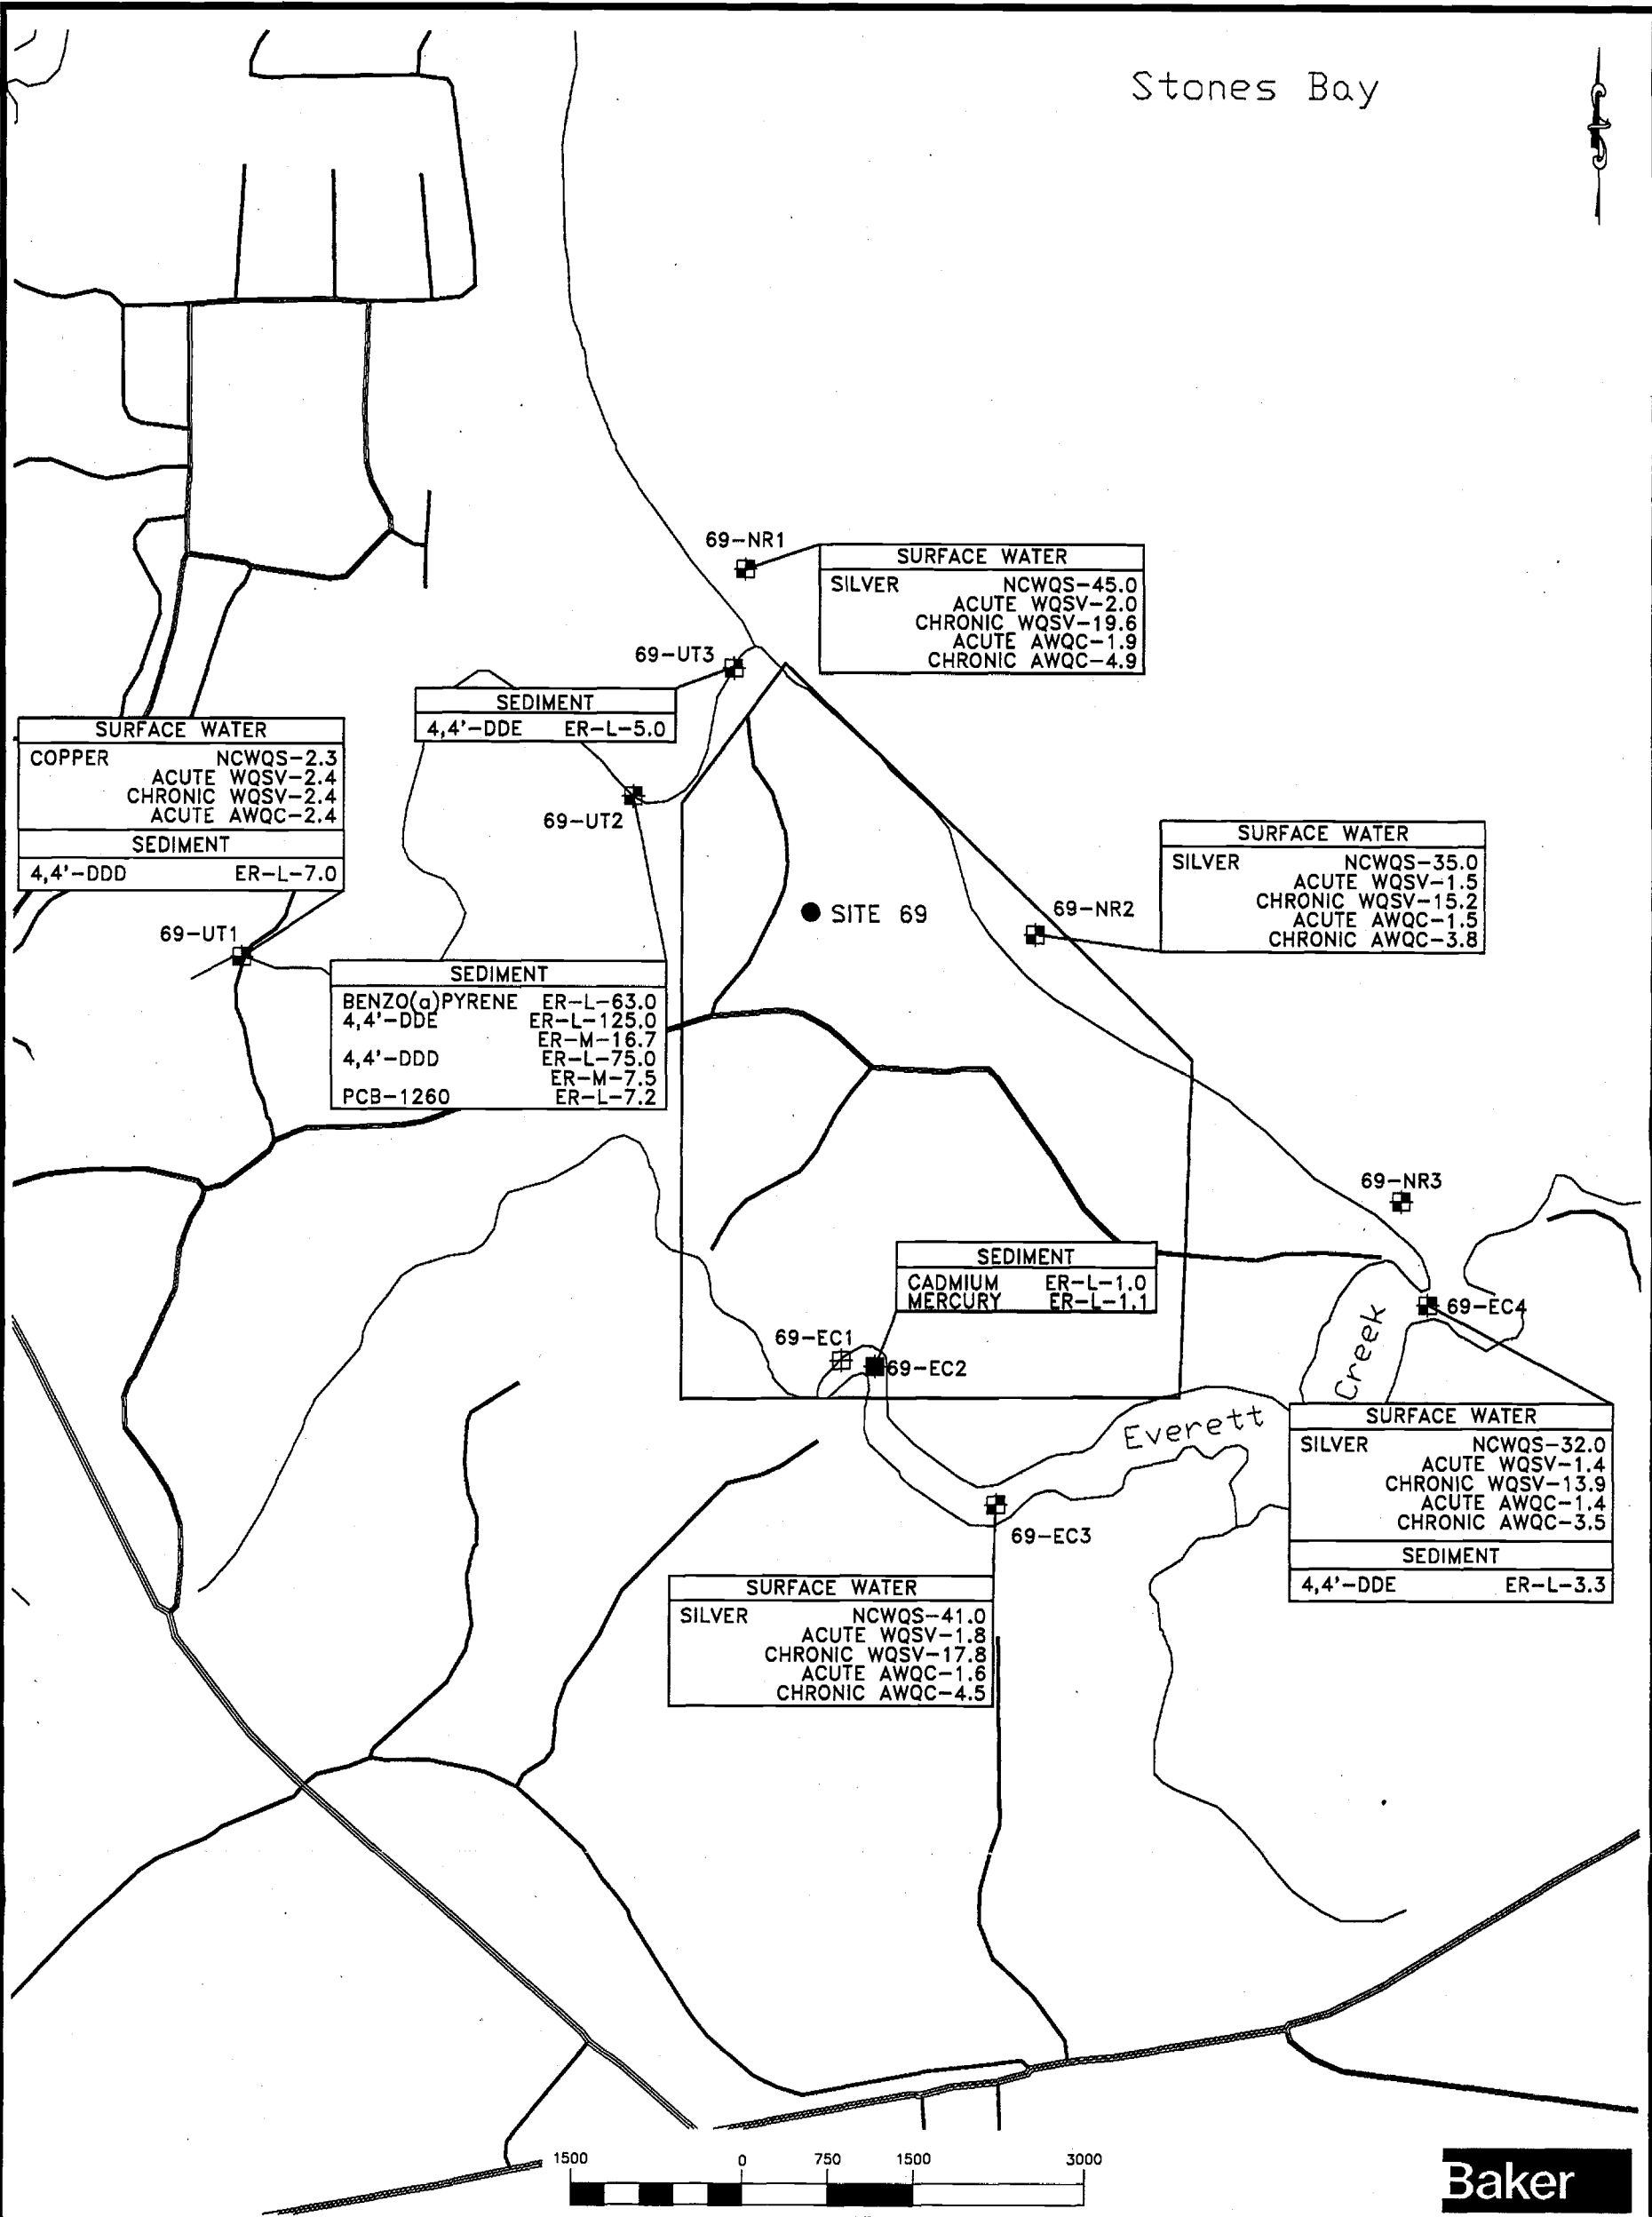 Stones Bay
69-NR1
SURFACE WATER
SILVER NCWQS-45.0
ACUTE WQSV-2.0
CHRONIC WQSV-19.6
ACUTE AWQC-1.9
CHRONIC AWQC-4.9
69-UT3
SEDIMENT
4,4'-DDE ER-L-5.0
SURFACE WATER
COPPER NCWQS-2.3
ACUTE WQSV-2.4
CHRONIC WQSV-2.4
ACUTE AWQC-2.4
SEDIMENT
4,4'-DDD ER-L-7.0
69-UT2
SURFACE WATER
SILVER NCWQS-35.0
ACUTE WQSV-1.5
CHRONIC WQSV-15.2
ACUTE AWQC-1.5
CHRONIC AWQC-3.8
SITE 69
69-NR2
69-UT1
SEDIMENT
BENZO(a)PYRENE ER-L-63.0
4,4'-DDE ER-L-125.0
ER-M-16.7
4,4'-DDD ER-L-75.0
ER-M-7.5
PCB-1260 ER-L-7.2
69-NR3
SEDIMENT
CADMIUM ER-L-1.0
MERCURY ER-L-1.1
69-EC4
69-EC1
69-EC2
Everett Creek
SURFACE WATER
SILVER NCWQS-32.0
ACUTE WQSV-1.4
CHRONIC WQSV-13.9
ACUTE AWQC-1.4
CHRONIC AWQC-3.5
SEDIMENT
4,4'-DDE ER-L-3.3
69-EC3
SURFACE WATER
SILVER NCWQS-41.0
ACUTE WQSV-1.8
CHRONIC WQSV-17.8
ACUTE AWQC-1.6
CHRONIC AWQC-4.5
1500 0 750 1500 3000
Baker